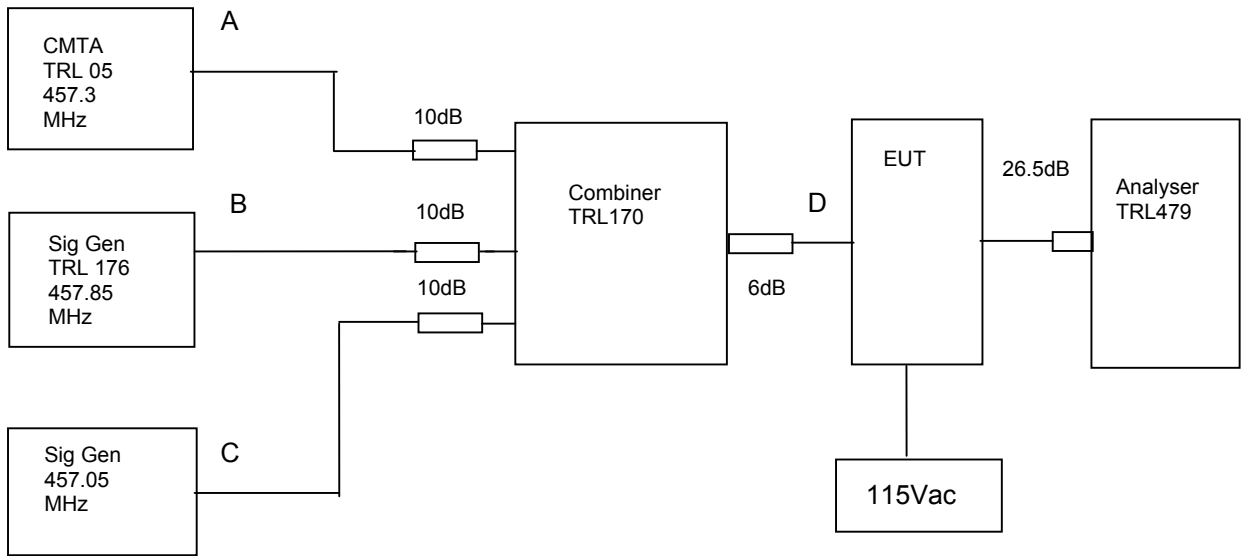 A
CMTA
TRL 05
457.3
MHz
10dB
B
Sig Gen
TRL 176
457.85
MHz
10dB
10dB
C
Sig Gen
457.05
MHz
Combiner
TRL170
D
6dB
EUT
26.5dB
Analyser
TRL479
115Vac